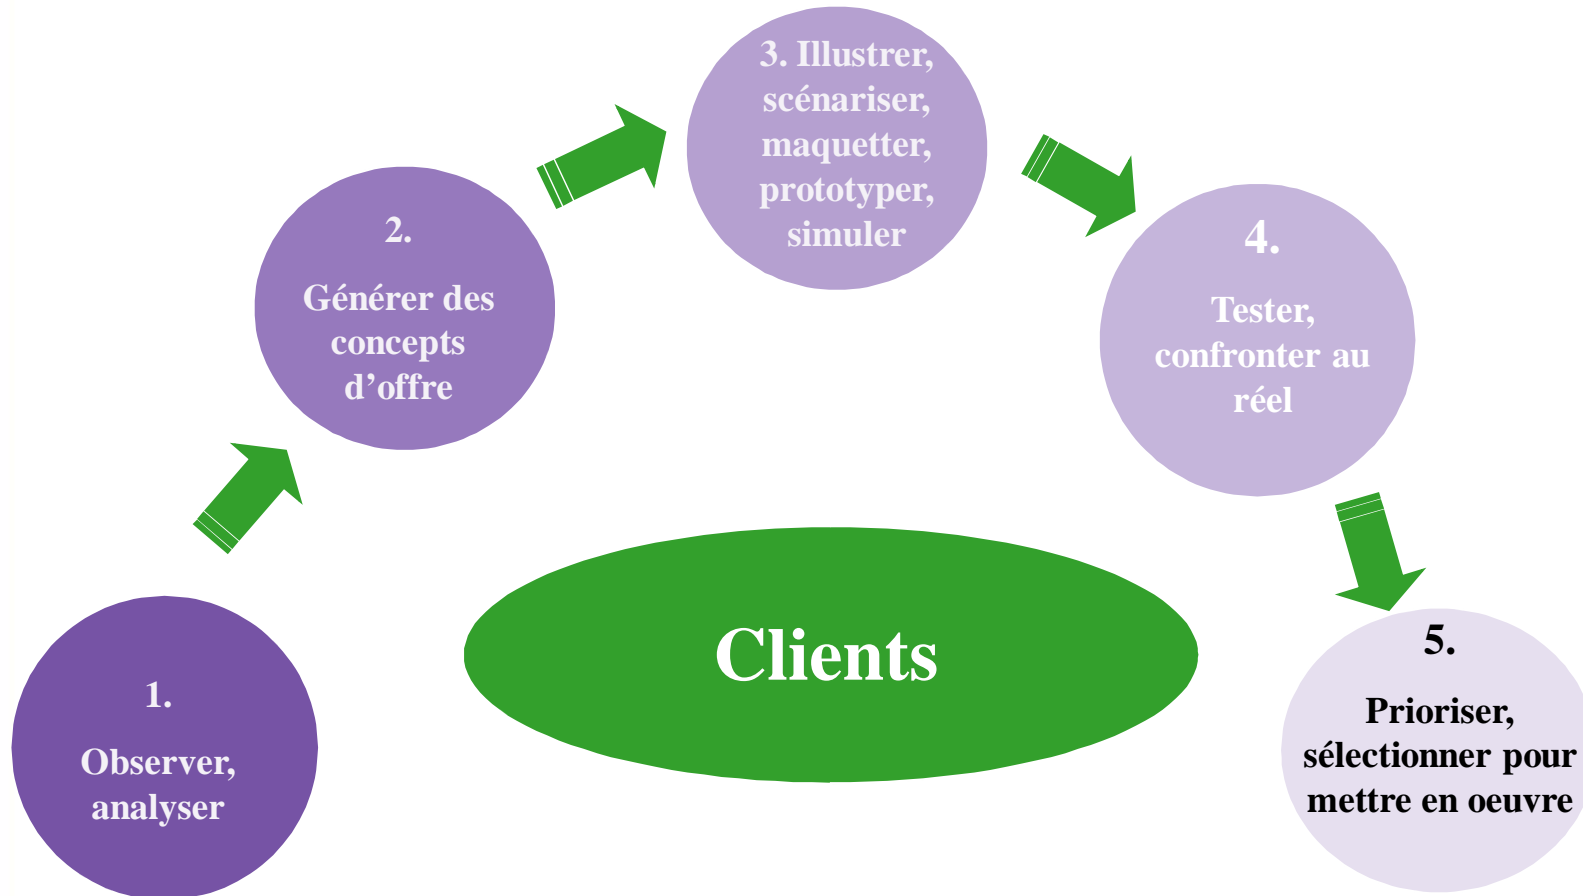 1.
Observer,
analyser
2.
Générer des
concepts
d’offre
3. Illustrer,
scénariser,
maquetter,
prototyper,
simuler
4.
Tester,
confronter au
réel
5.
Prioriser,
sélectionner pour
mettre en oeuvre
Clients